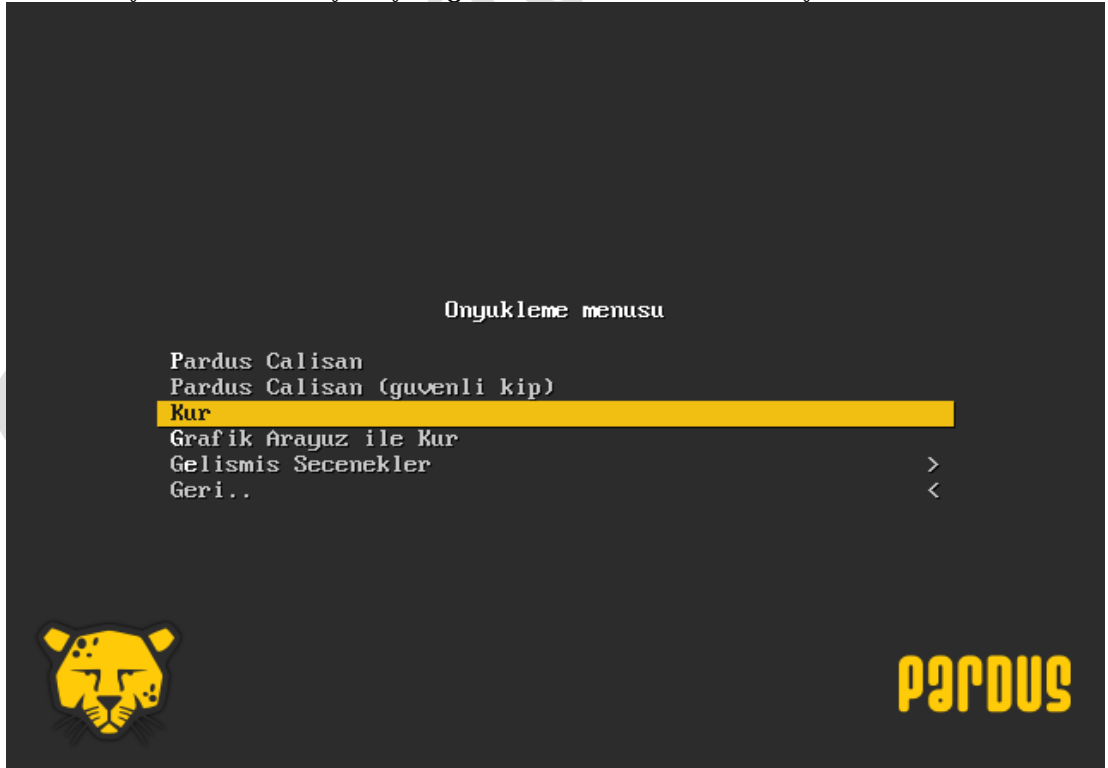 Onyukleme menusu
Pardus Calisan
Pardus Calisan (guvenli kip)
Kur
Grafik Arayuz ile Kur
Gelismis Secenekler >
Geri.. <
PARDUS